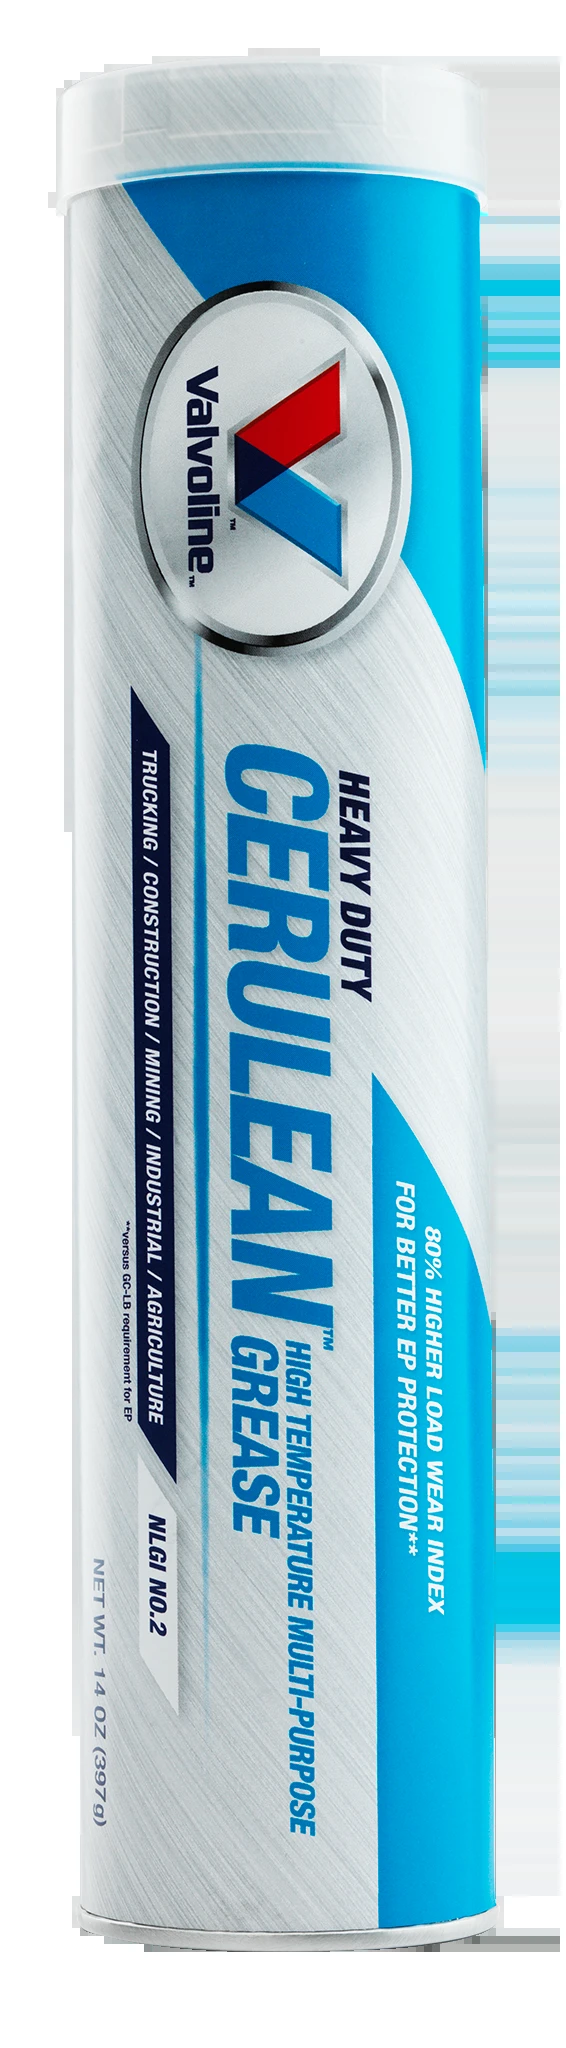 Valvoline™
™
HEAVY DUTY
CERULEAN™
HIGH TEMPERATURE MULTI-PURPOSE
GREASE
80% HIGHER LOAD WEAR INDEX
FOR BETTER EP PROTECTION**
TRUCKING / CONSTRUCTION / MINING / INDUSTRIAL / AGRICULTURE
NLGI NO.2
**versus GC-LB requirement for EP
NET WT. 14 OZ (397g)